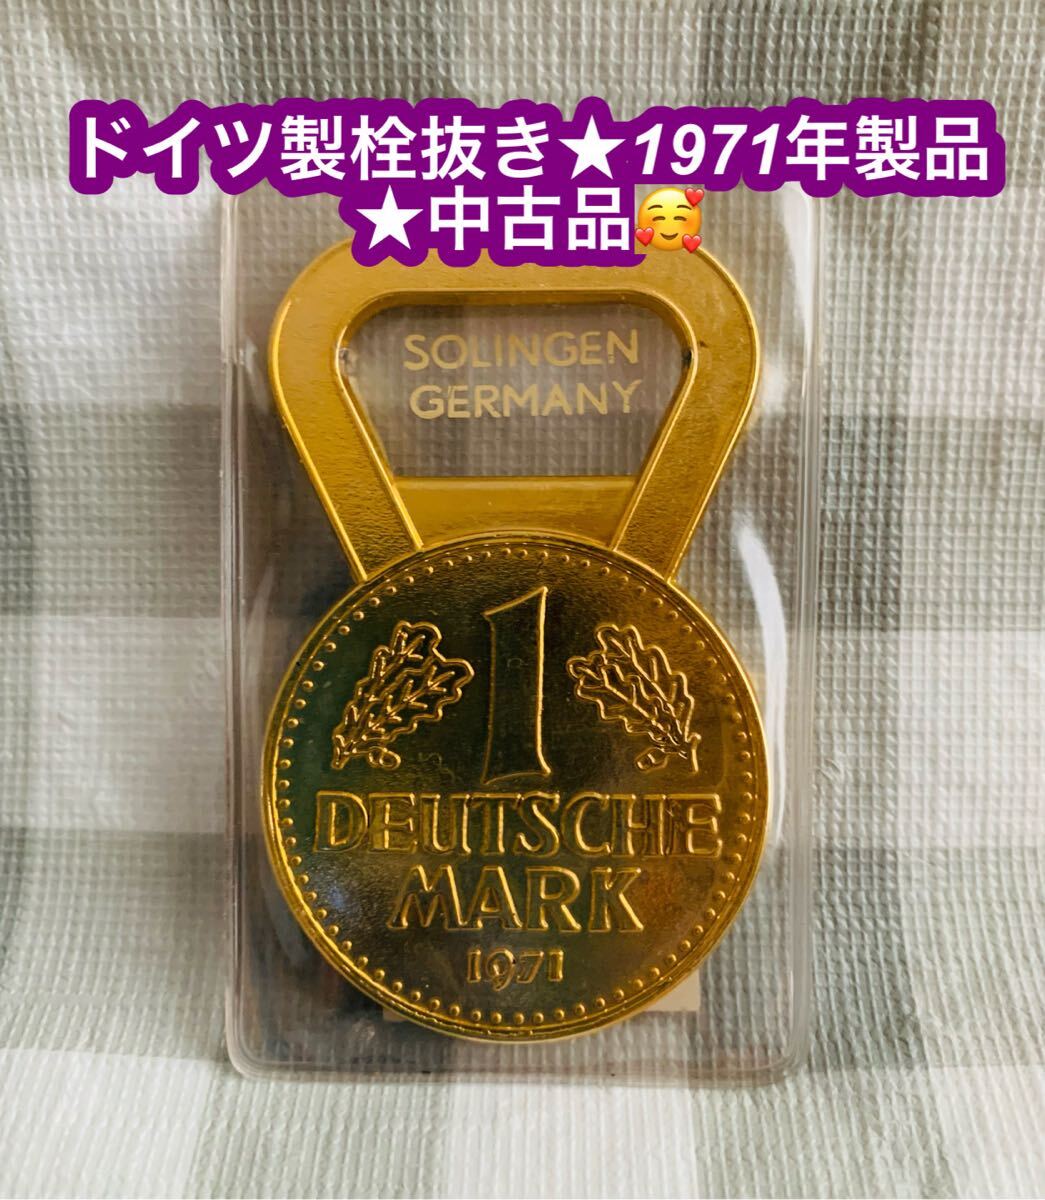 ドイツ製栓抜き★1971年製品
★中古品🥰
SOLINGEN
GERMANY
1
DEUTSCHE
MARK
1971